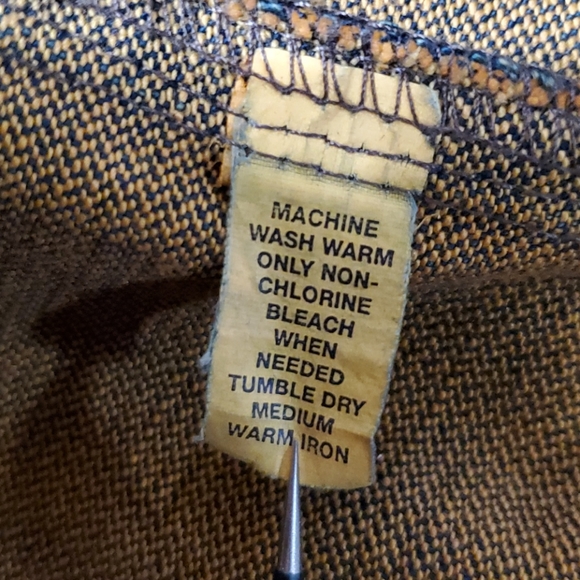 MACHINE
WASH WARM
ONLY NON-
CHLORINE
BLEACH
WHEN
NEEDED
TUMBLE DRY
MEDIUM
WARM IRON